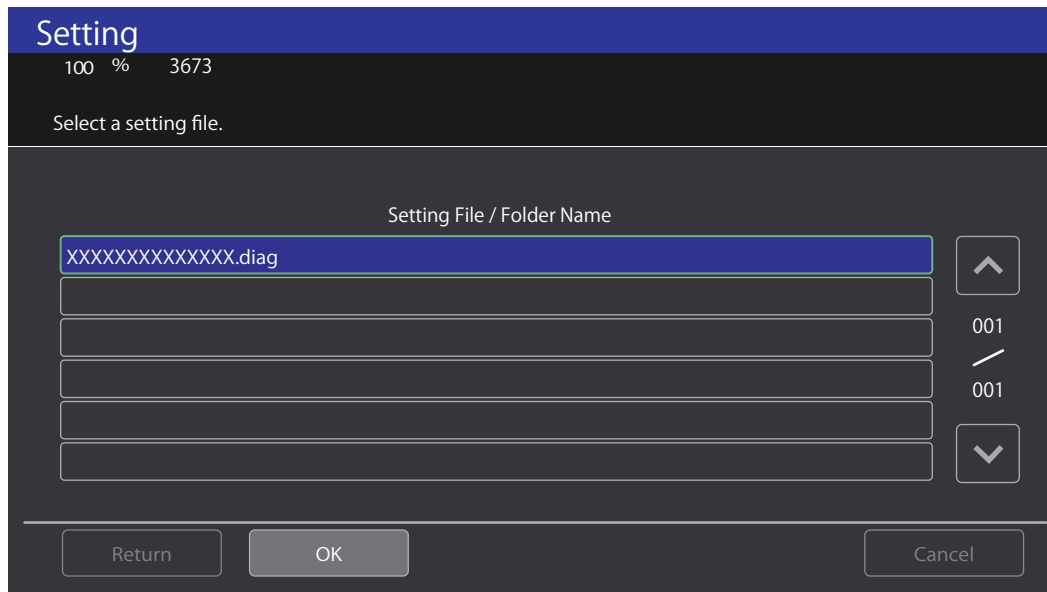 Setting
100 % 3673
Select a setting file.
Setting File / Folder Name
XXXXXXXXXXXXXX.diag
001
001
Return OK Cancel